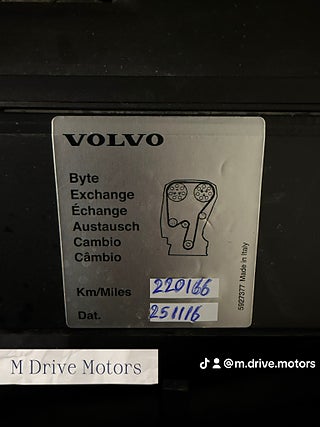 VOLVO
Byte
Exchange
Échange
Austausch
Cambio
Câmbio
Km/Miles 220166
Dat. 251116
5927377 Made in Italy
M Drive Motors
@m.drive.motors